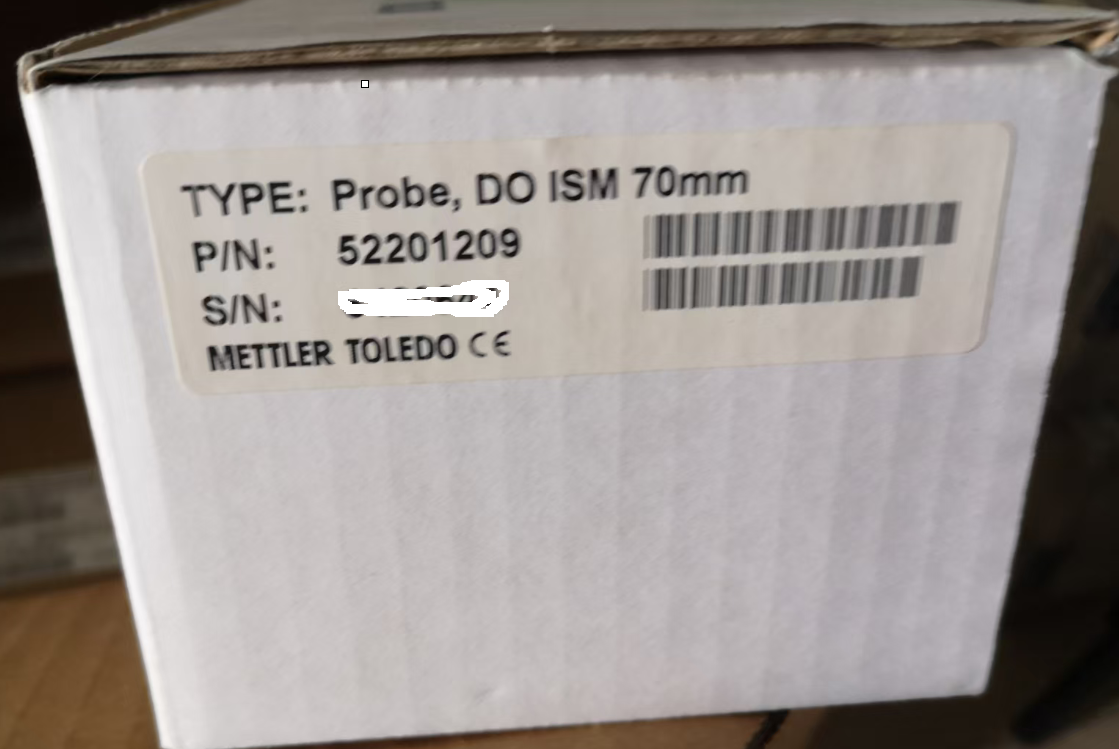 TYPE: Probe, DO ISM 70mm
P/N: 52201209
S/N:
METTLER TOLEDO CE